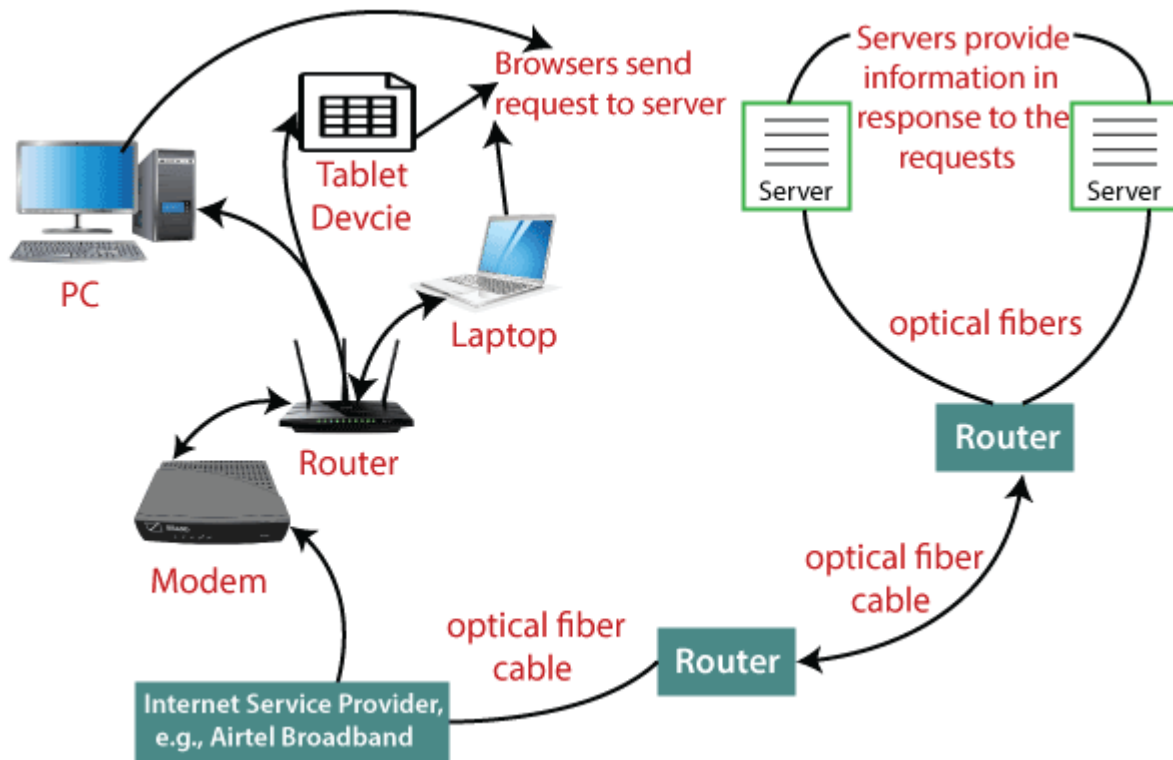 Browsers send
request to server
Servers provide
information in
response to the
requests
Server
Server
Tablet
Devcie
PC
Laptop
optical fibers
Router
Router
Modem
optical fiber
cable
optical fiber
cable
Router
Internet Service Provider,
e.g., Airtel Broadband